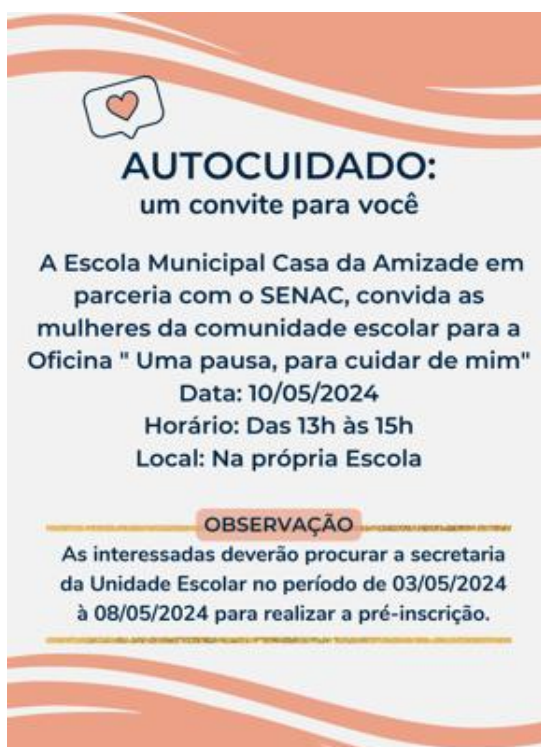 AUTOCUIDADO:
um convite para você
A Escola Municipal Casa da Amizade em
parceria com o SENAC, convida as
mulheres da comunidade escolar para a
Oficina " Uma pausa, para cuidar de mim"
Data: 10/05/2024
Horário: Das 13h às 15h
Local: Na própria Escola
OBSERVAÇÃO
As interessadas deverão procurar a secretaria
da Unidade Escolar no período de 03/05/2024
à 08/05/2024 para realizar a pré-inscrição.